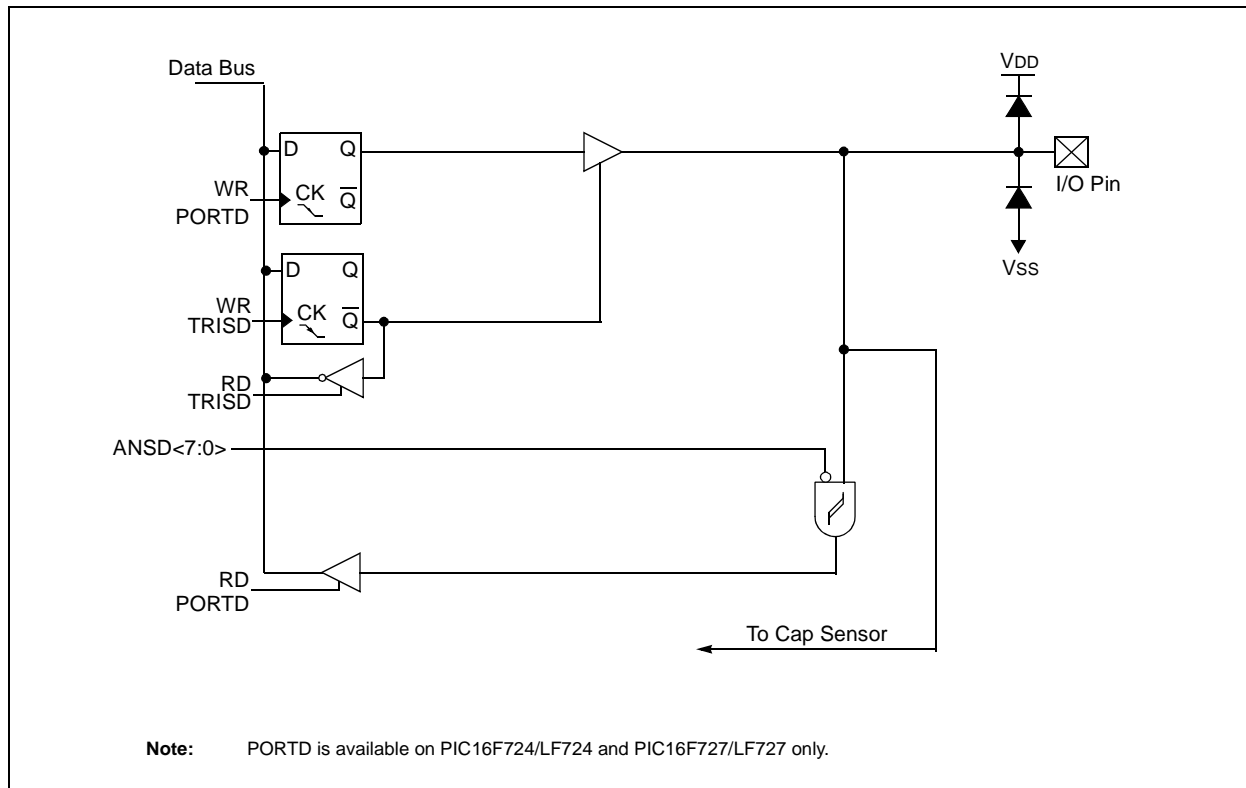 Data Bus
VDD
D Q
WR
PORTD
CK Q
I/O Pin
VSS
D Q
WR
TRISD
CK Q
RD
TRISD
ANSD<7:0>
RD
PORTD
To Cap Sensor
Note: PORTD is available on PIC16F724/LF724 and PIC16F727/LF727 only.